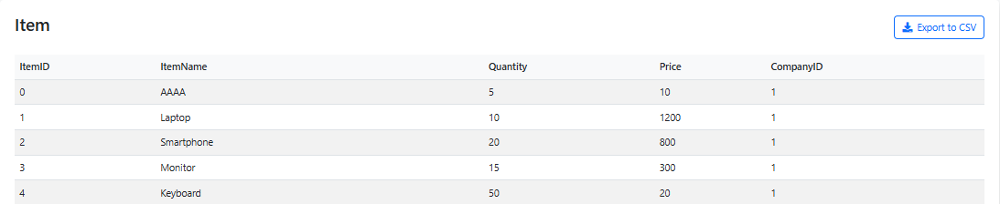 Item
Export to CSV
ItemID ItemName Quantity Price CompanyID
0 AAAA 5 10 1
1 Laptop 10 1200 1
2 Smartphone 20 800 1
3 Monitor 15 300 1
4 Keyboard 50 20 1